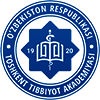 O'ZBEKISTON RESPUBLIKASI
19 20
TOSHKENT TIBBIYOT AKADEMIYASI